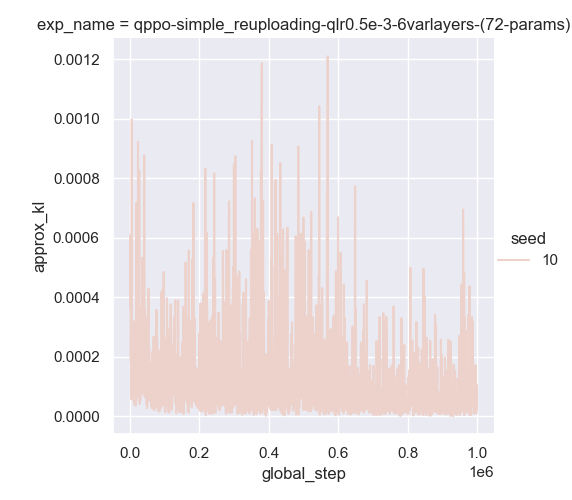 exp_name = qppo-simple_reuploading-qlr0.5e-3-6varlayers-(72-params)
0.0012
0.0010
0.0008
0.0006
0.0004
0.0002
0.0000
approx_kl
0.0 0.2 0.4 0.6 0.8 1.0
1e6
global_step
seed
10